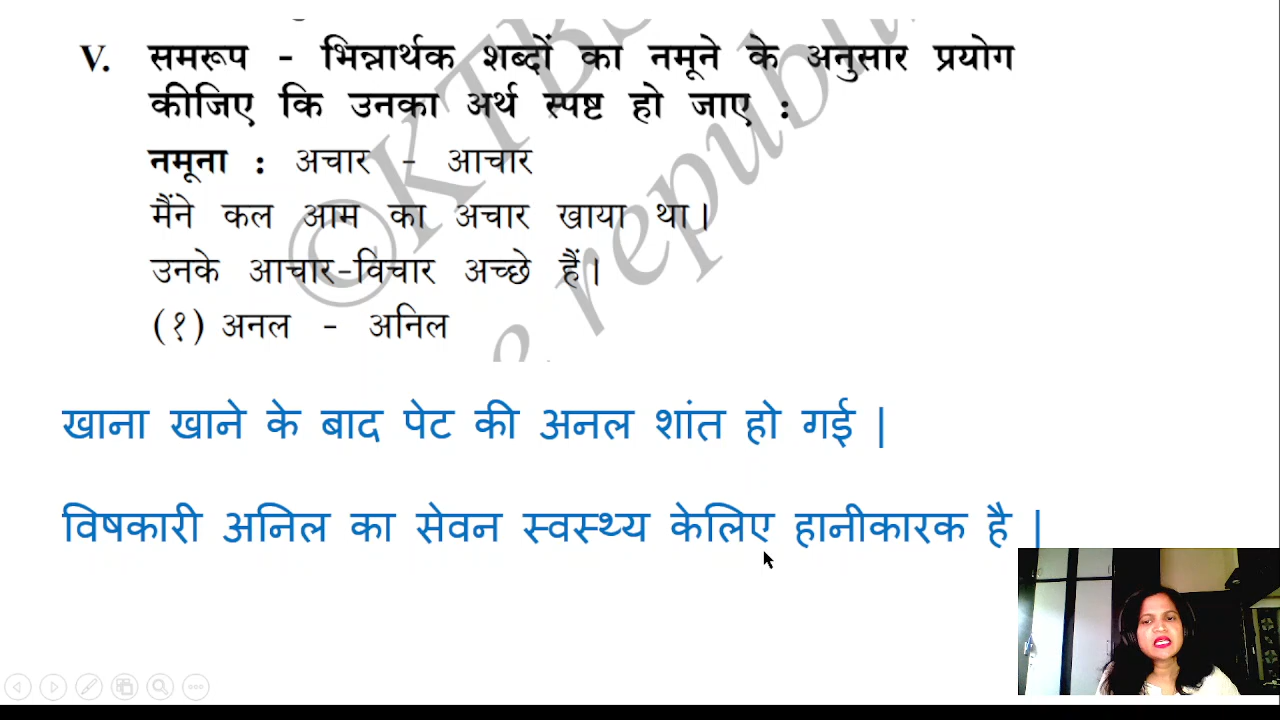 V. समरूप - भिन्नार्थक शब्दों का नमूने के अनुसार प्रयोग
कीजिए कि उनका अर्थ स्पष्ट हो जाए :
नमूना : अचार - आचार
मैंने कल आम का अचार खाया था।
उनके आचार-विचार अच्छे हैं।
(१) अनल - अनिल
खाना खाने के बाद पेट की अनल शांत हो गई |
विषकारी अनिल का सेवन स्वस्थ्य केलिए हानीकारक है |